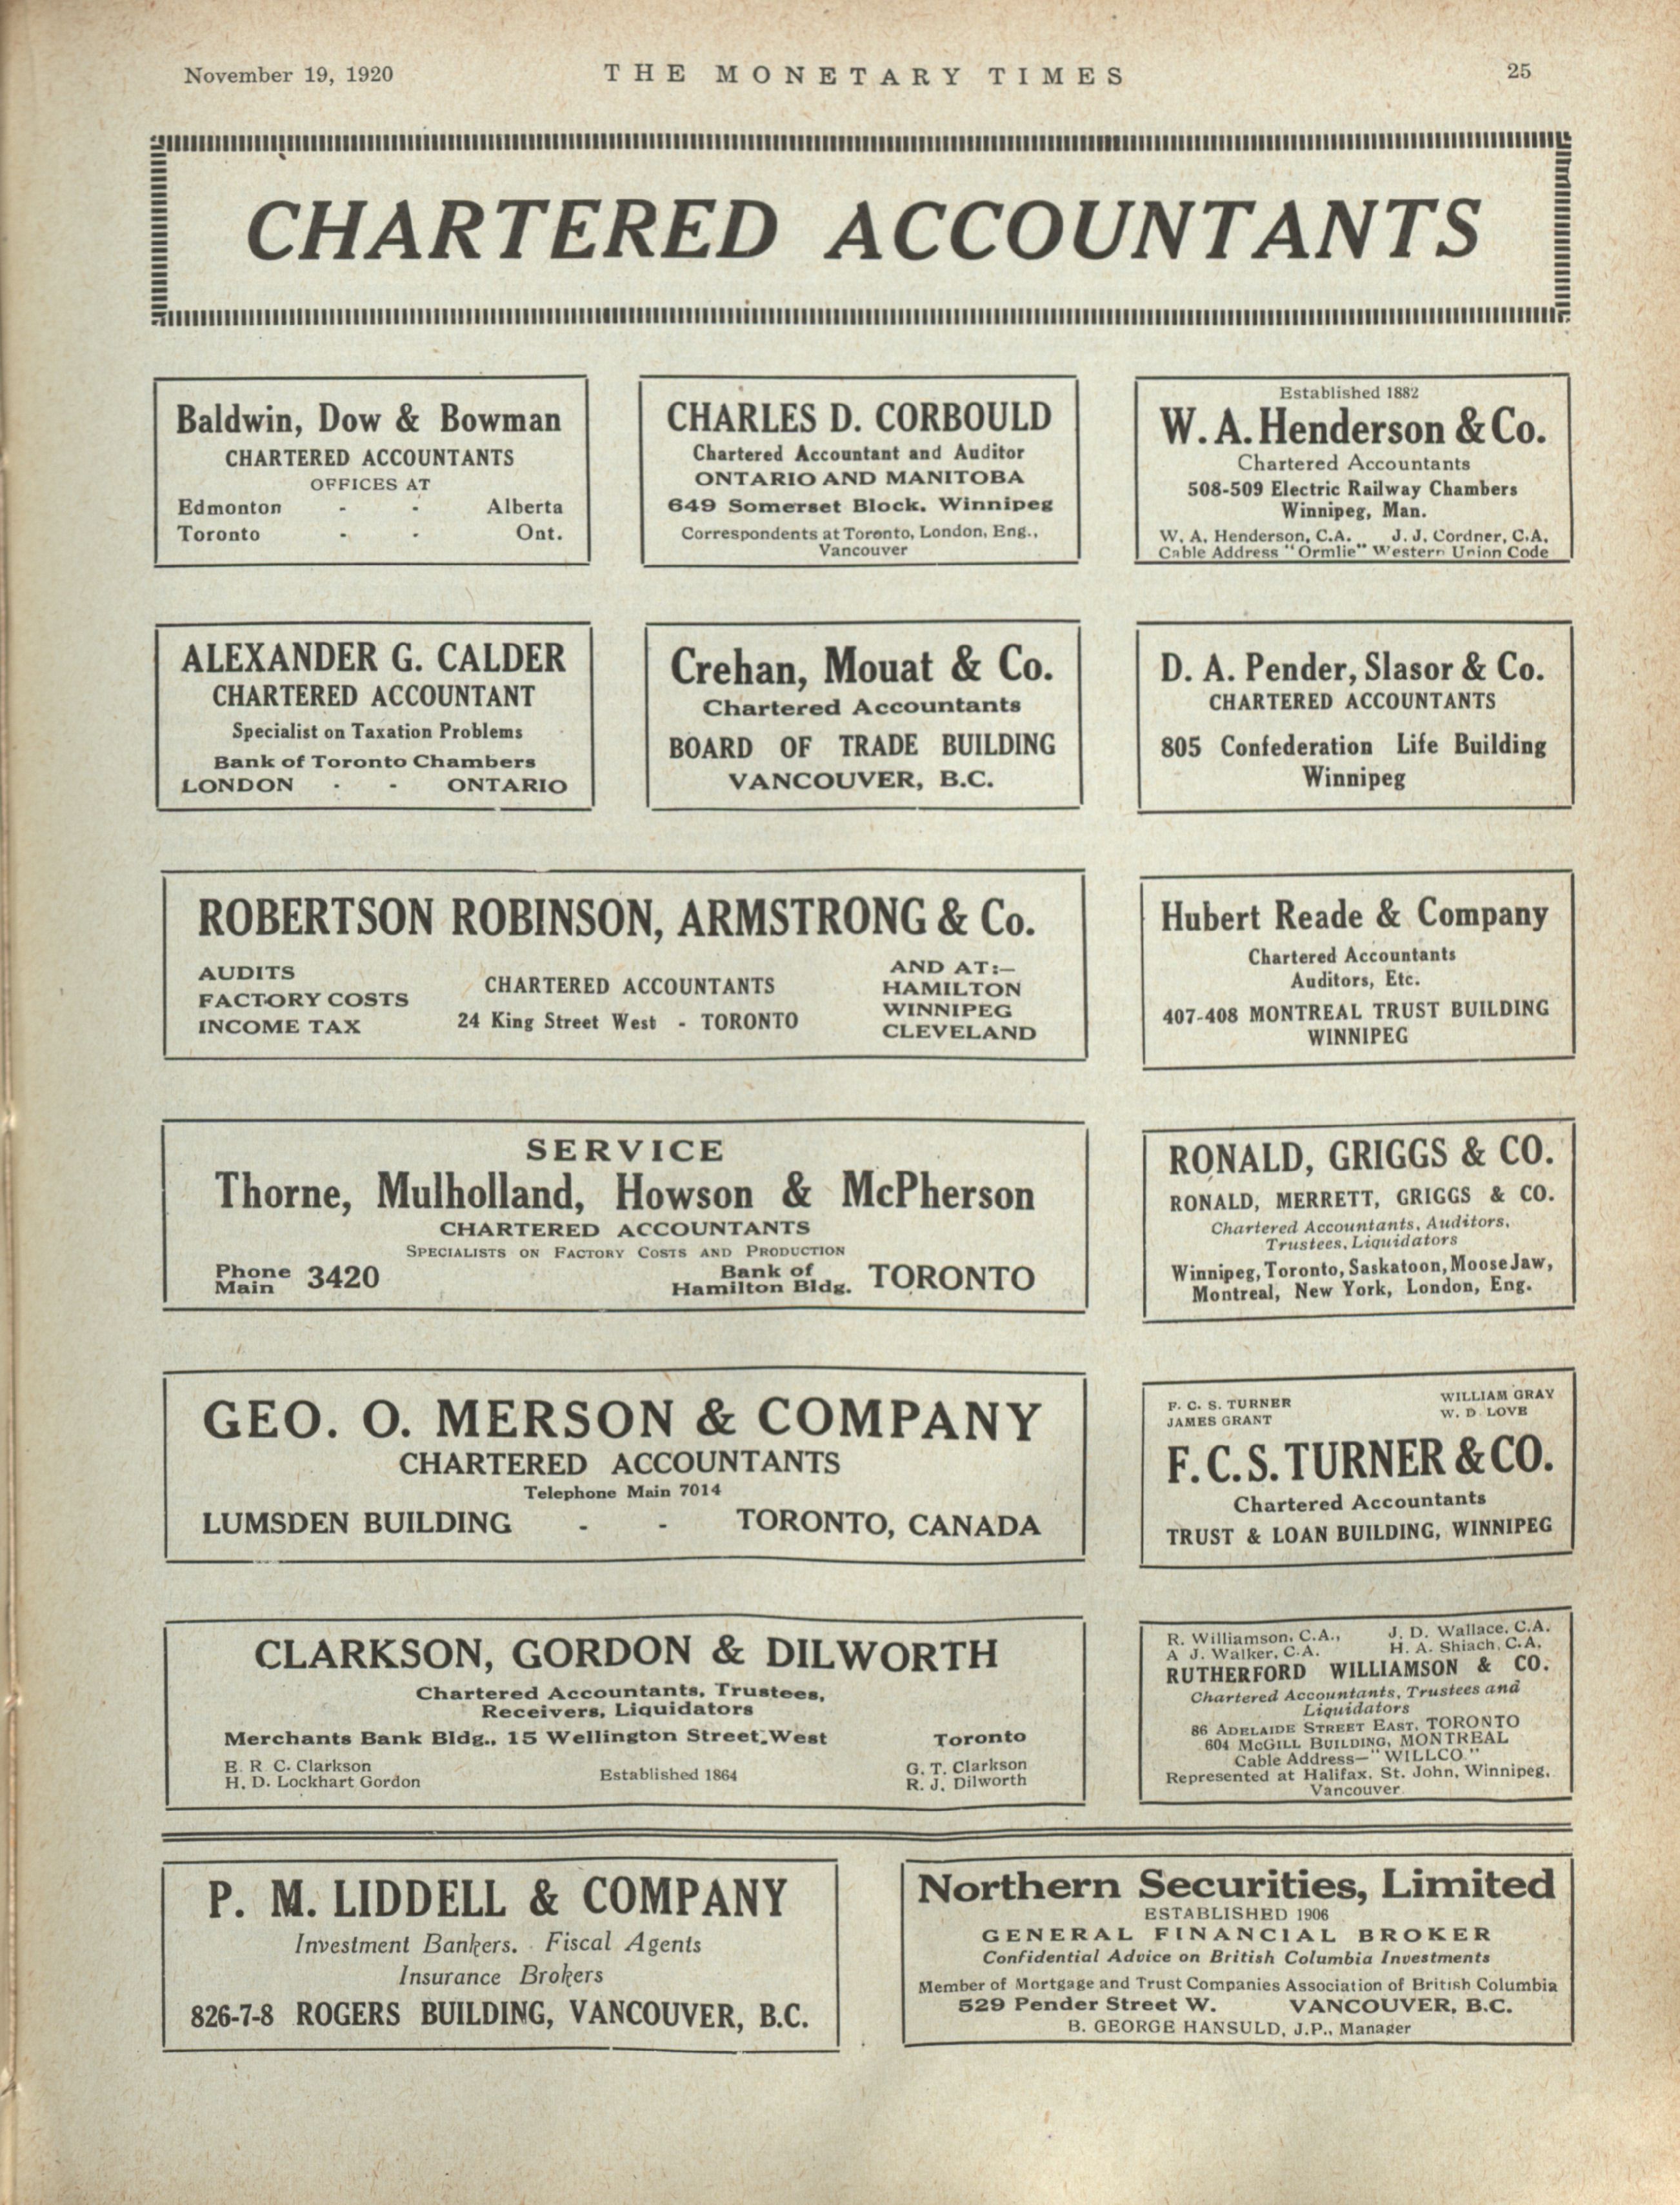 November 19, 1920
THE MONETARY TIMES
25
CHARTERED ACCOUNTANTS
Baldwin, Dow & Bowman
CHARTERED ACCOUNTANTS
OFFICES AT
Edmonton - - Alberta
Toronto - - Ont.
CHARLES D. CORBOULD
Chartered Accountant and Auditor
ONTARIO AND MANITOBA
649 Somerset Block, Winnipeg
Correspondents at Toronto, London, Eng.,
Vancouver
Established 1882
W. A. Henderson & Co.
Chartered Accountants
508-509 Electric Railway Chambers
Winnipeg, Man.
W. A. Henderson, C.A. J. J. Cordner, C.A.
Cable Address "Ormlie" Western Union Code
ALEXANDER G. CALDER
CHARTERED ACCOUNTANT
Specialist on Taxation Problems
Bank of Toronto Chambers
LONDON - - ONTARIO
Crehan, Mouat & Co.
Chartered Accountants
BOARD OF TRADE BUILDING
VANCOUVER, B.C.
D. A. Pender, Slasor & Co.
CHARTERED ACCOUNTANTS
805 Confederation Life Building
Winnipeg
ROBERTSON ROBINSON, ARMSTRONG & Co.
AUDITS
FACTORY COSTS
INCOME TAX
CHARTERED ACCOUNTANTS
24 King Street West - TORONTO
AND AT:—
HAMILTON
WINNIPEG
CLEVELAND
Hubert Reade & Company
Chartered Accountants
Auditors, Etc.
407-408 MONTREAL TRUST BUILDING
WINNIPEG
SERVICE
Thorne, Mulholland, Howson & McPherson
CHARTERED ACCOUNTANTS
SPECIALISTS ON FACTORY COSTS AND PRODUCTION
Phone Main 3420
Bank of Hamilton Bldg. TORONTO
RONALD, GRIGGS & CO.
RONALD, MERRETT, GRIGGS & CO.
Chartered Accountants, Auditors,
Trustees, Liquidators
Winnipeg, Toronto, Saskatoon, Moose Jaw,
Montreal, New York, London, Eng.
GEO. O. MERSON & COMPANY
CHARTERED ACCOUNTANTS
Telephone Main 7014
LUMSDEN BUILDING - - TORONTO, CANADA
F. C. S. TURNER WILLIAM GRAY
JAMES GRANT W. D. LOVE
F. C. S. TURNER & CO.
Chartered Accountants
TRUST & LOAN BUILDING, WINNIPEG
CLARKSON, GORDON & DILWORTH
Chartered Accountants, Trustees,
Receivers, Liquidators
Merchants Bank Bldg., 15 Wellington Street West Toronto
E. R. C. Clarkson G. T. Clarkson
Established 1864
H. D. Lockhart Gordon R. J. Dilworth
R. Williamson, C.A., J. D. Wallace, C.A.
A. J. Walker, C.A. H. A. Shiach, C.A.
RUTHERFORD WILLIAMSON & CO.
Chartered Accountants, Trustees and
Liquidators
86 ADELAIDE STREET EAST, TORONTO
604 MCGILL BUILDING, MONTREAL
Cable Address—"WILLCO."
Represented at Halifax, St. John, Winnipeg,
Vancouver.
P. M. LIDDELL & COMPANY
Investment Bankers. Fiscal Agents
Insurance Brokers
826-7-8 ROGERS BUILDING, VANCOUVER, B.C.
Northern Securities, Limited
ESTABLISHED 1906
GENERAL FINANCIAL BROKER
Confidential Advice on British Columbia Investments
Member of Mortgage and Trust Companies Association of British Columbia
529 Pender Street W. VANCOUVER, B.C.
B. GEORGE HANSULD, J.P., Manager